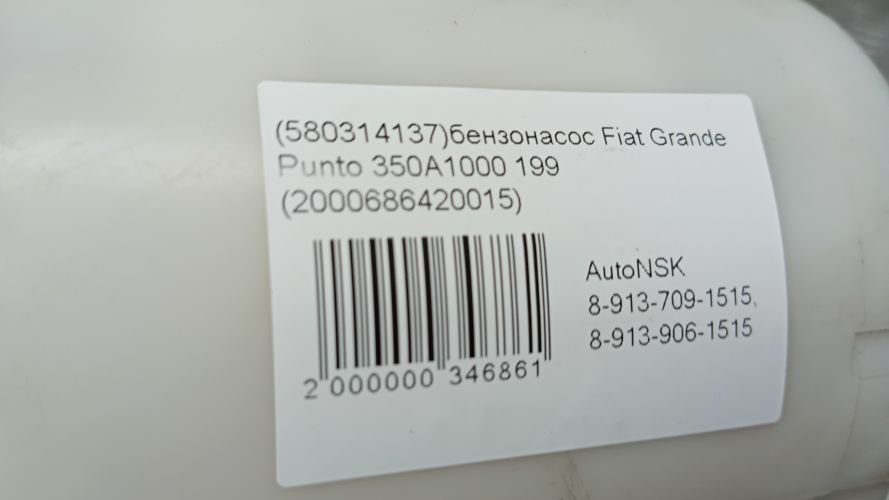 (580314137)бензонасос Fiat Grande
Punto 350A1000 199
(2000686420015)
AutoNSK
8-913-709-1515,
8-913-906-1515
2 000000 346861